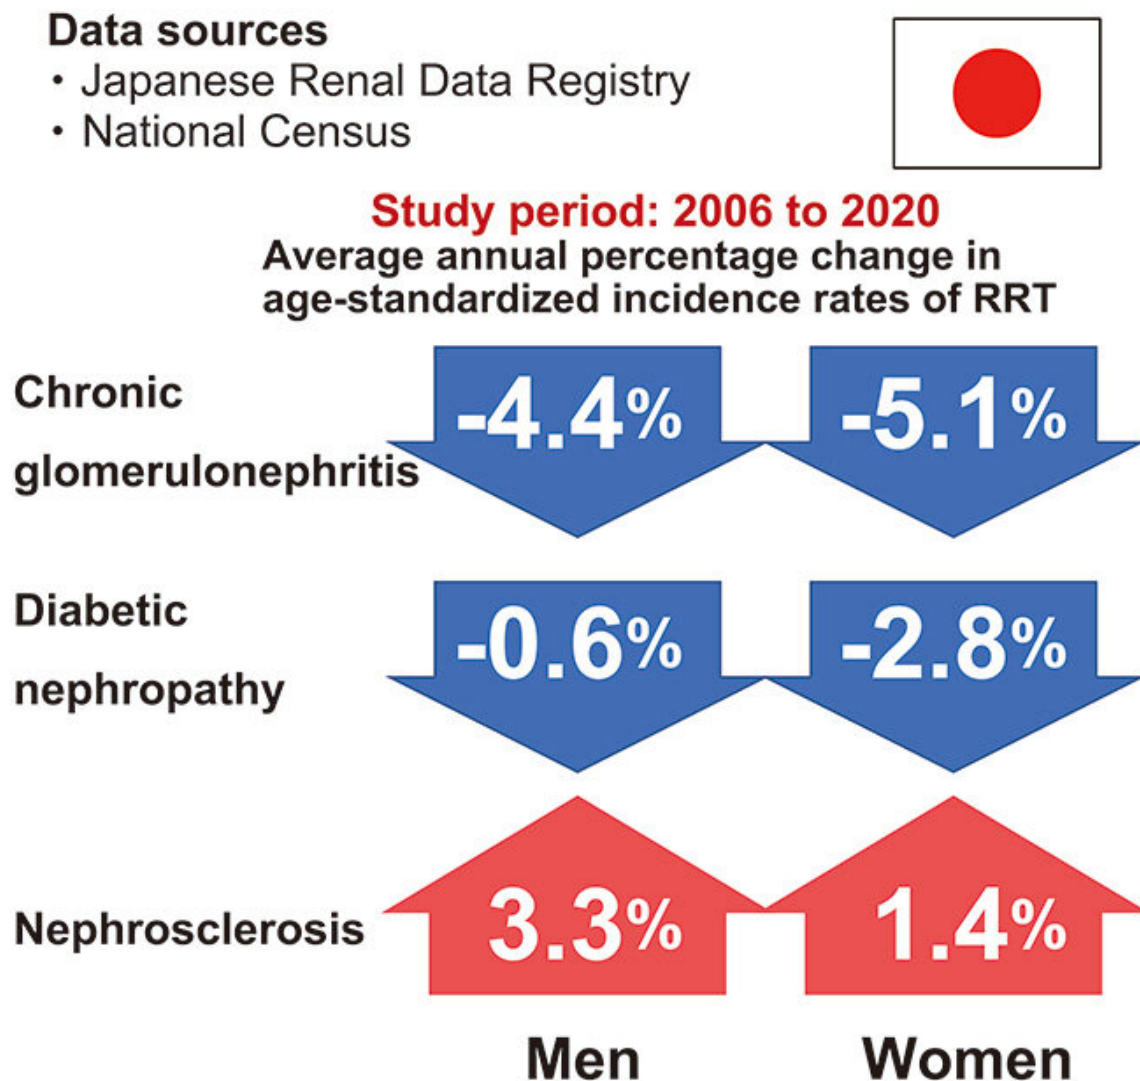 Data sources
・Japanese Renal Data Registry
・National Census
Study period: 2006 to 2020
Average annual percentage change in
age-standardized incidence rates of RRT
Chronic
glomerulonephritis
-4.4% -5.1%
Diabetic
nephropathy
-0.6% -2.8%
Nephrosclerosis 3.3% 1.4%
Men Women